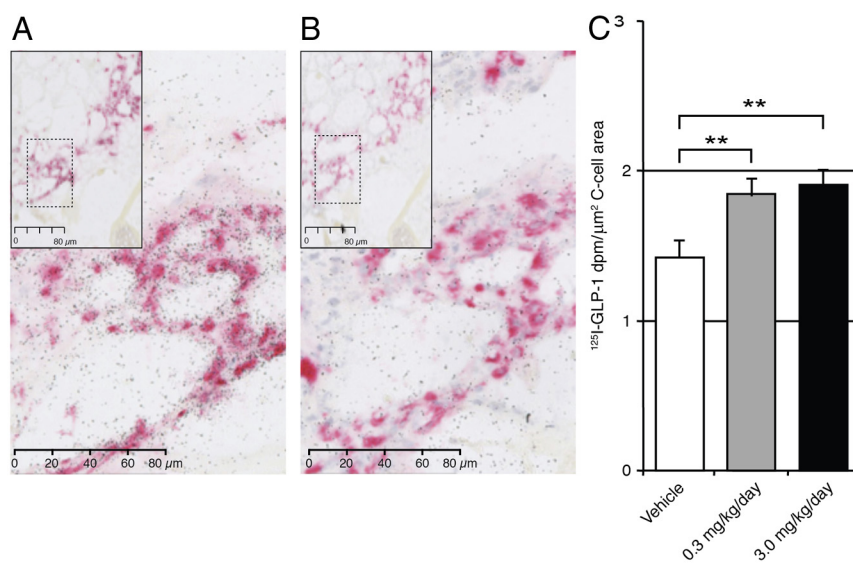 A
B
C
0
80 µm
0
80 µm
0 20 40 60 80 µm
0 20 40 60 80 µm
¹²⁵I-GLP-1 dpm/µm² C-cell area
3
2
1
0
**
**
Vehicle
0.3 mg/kg/day
3.0 mg/kg/day